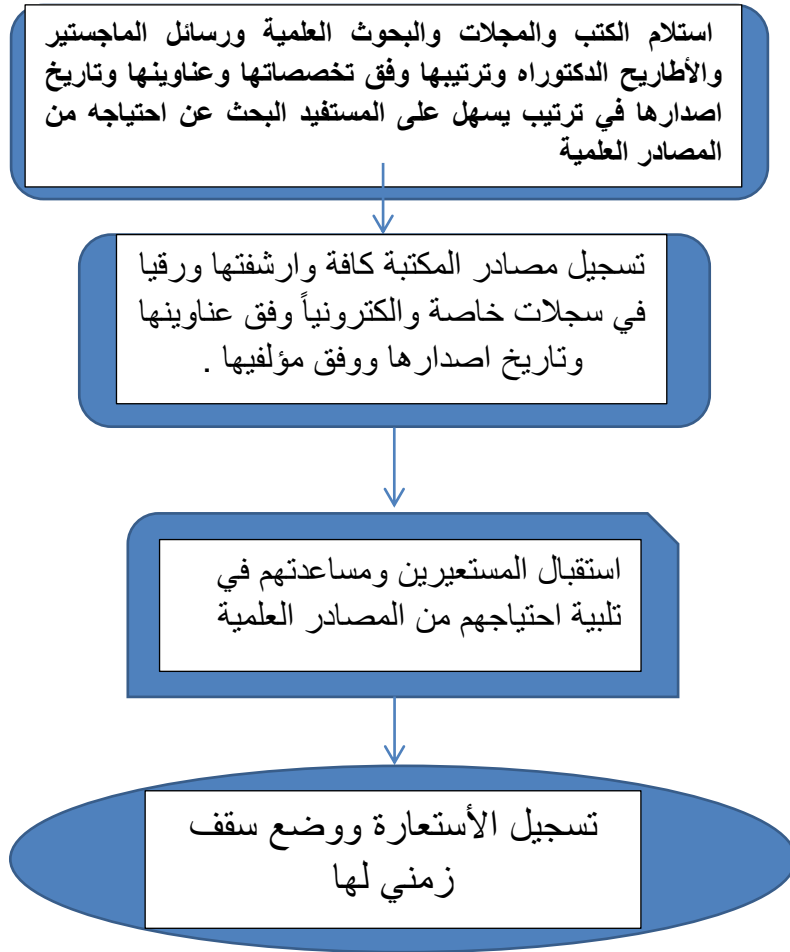 استلام الكتب والمجلات والبحوث العلمية ورسائل الماجستير
والأطاريح الدكتوراه وترتيبها وفق تخصصاتها وعناوينها وتاريخ
اصدارها في ترتيب يسهل على المستفيد البحث عن احتياجه من
المصادر العلمية
تسجيل مصادر المكتبة كافة وارشفتها ورقيا
في سجلات خاصة والكترونياً وفق عناوينها
وتاريخ اصدارها ووفق مؤلفيها .
استقبال المستعيرين ومساعدتهم في
تلبية احتياجهم من المصادر العلمية
تسجيل الأستعارة ووضع سقف
زمني لها